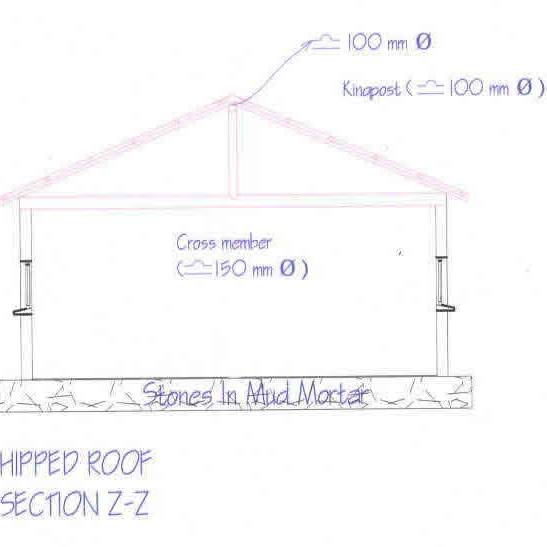 ≏ 100 mm Ø
Kingpost ( ≏ 100 mm Ø )
Cross member
( ≏ 150 mm Ø )
Stones In Mud Mortar
HIPPED ROOF
SECTION Z-Z